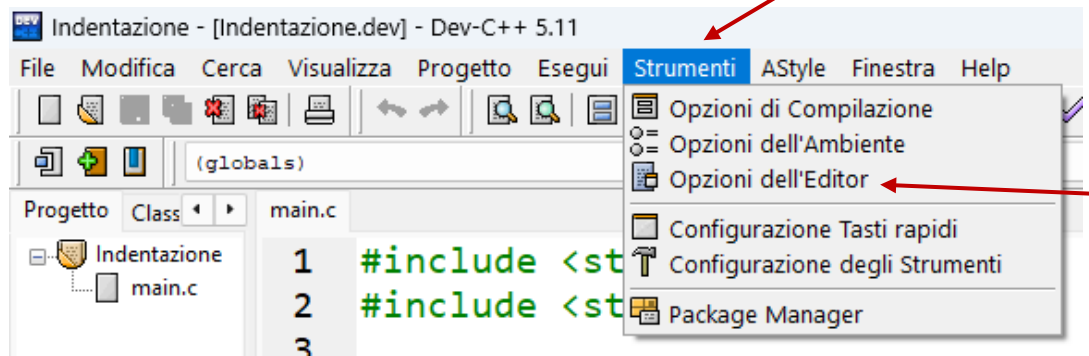 Indentazione - [Indentazione.dev] - Dev-C++ 5.11
File Modifica Cerca Visualizza Progetto Esegui Strumenti AStyle Finestra Help
Opzioni di Compilazione
Opzioni dell'Ambiente
(globals)
Opzioni dell'Editor
Progetto Class main.c
Configurazione Tasti rapidi
Indentazione
1 #include <st
Configurazione degli Strumenti
main.c
2 #include <st
Package Manager
3